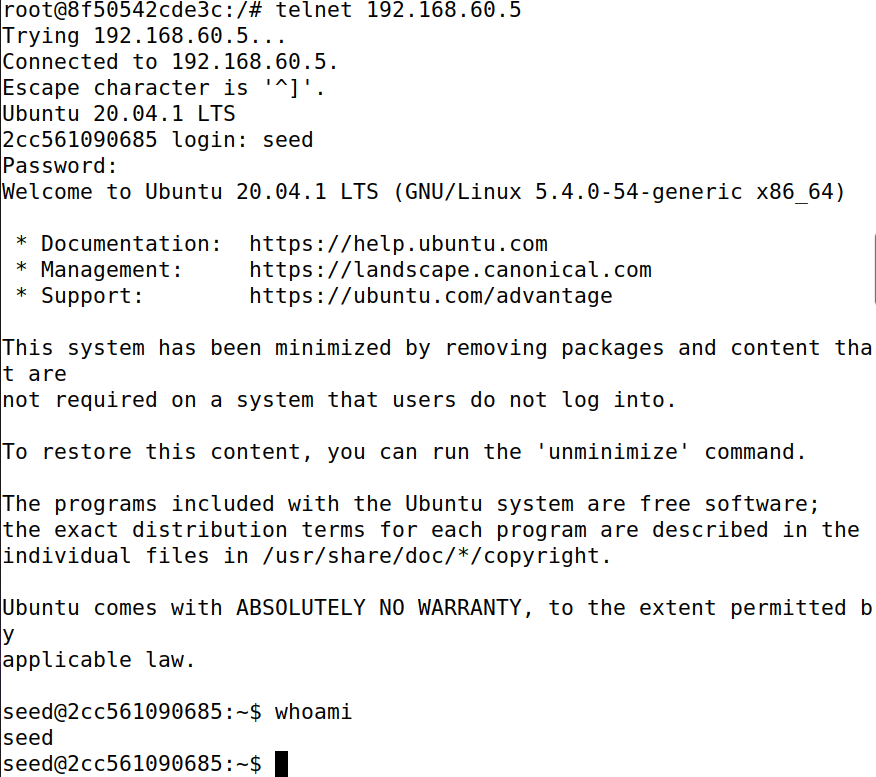 root@8f50542cde3c:/# telnet 192.168.60.5
Trying 192.168.60.5...
Connected to 192.168.60.5.
Escape character is '^]'.
Ubuntu 20.04.1 LTS
2cc561090685 login: seed
Password:
Welcome to Ubuntu 20.04.1 LTS (GNU/Linux 5.4.0-54-generic x86_64)

 * Documentation:  https://help.ubuntu.com
 * Management:     https://landscape.canonical.com
 * Support:        https://ubuntu.com/advantage

This system has been minimized by removing packages and content tha
t are
not required on a system that users do not log into.

To restore this content, you can run the 'unminimize' command.

The programs included with the Ubuntu system are free software;
the exact distribution terms for each program are described in the
individual files in /usr/share/doc/*/copyright.

Ubuntu comes with ABSOLUTELY NO WARRANTY, to the extent permitted b
y
applicable law.

seed@2cc561090685:~$ whoami
seed
seed@2cc561090685:~$